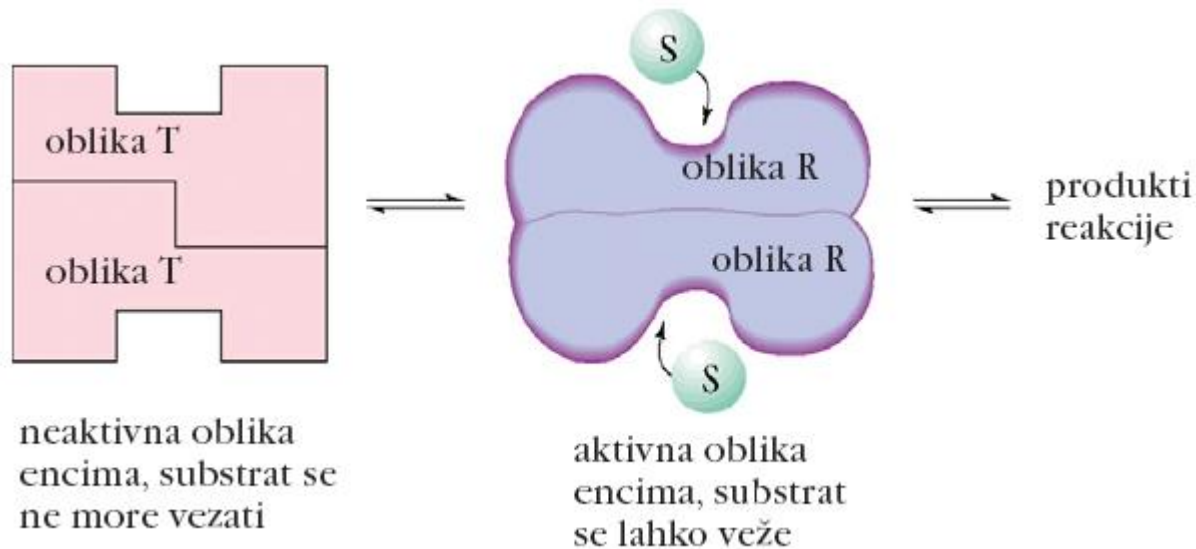 S
oblika T
oblika R
produkti
reakcije
oblika T
oblika R
S
neaktivna oblika
encima, substrat se
ne more vezati
aktivna oblika
encima, substrat
se lahko veže